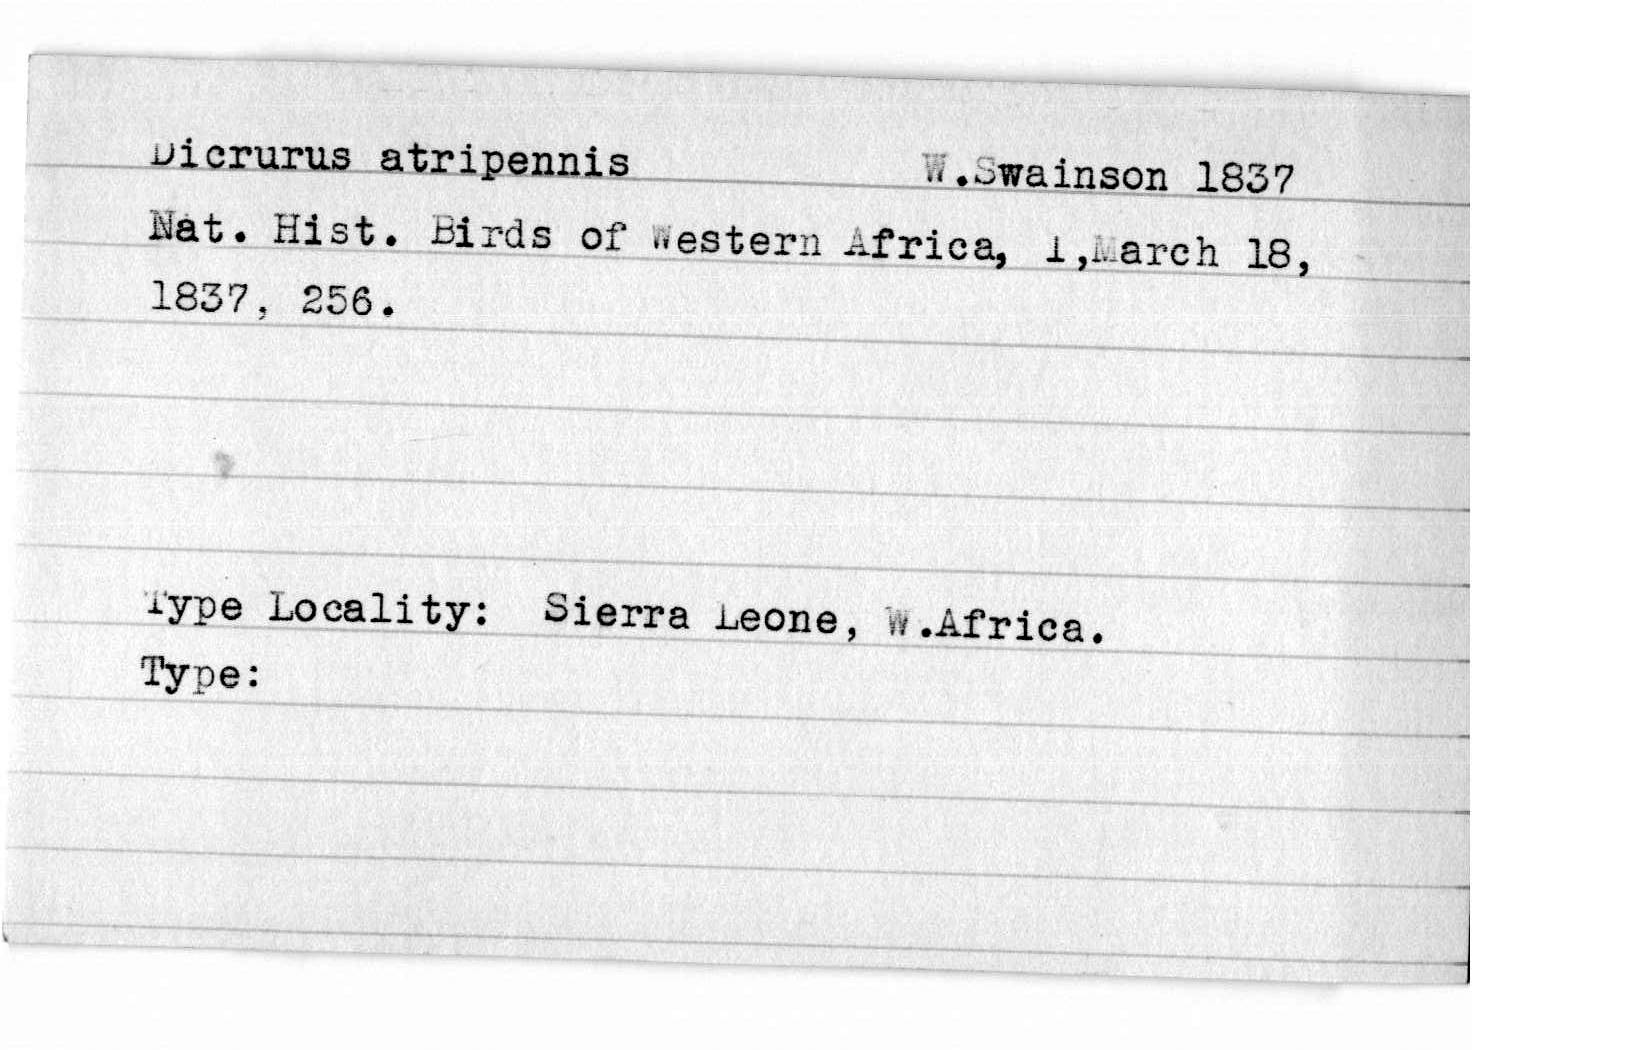 Dicrurus atripennis W.Swainson 1837
Nat. Hist. Birds of Western Africa, 1,March 18,
1837, 256.
Type Locality: Sierra Leone, W.Africa.
Type: